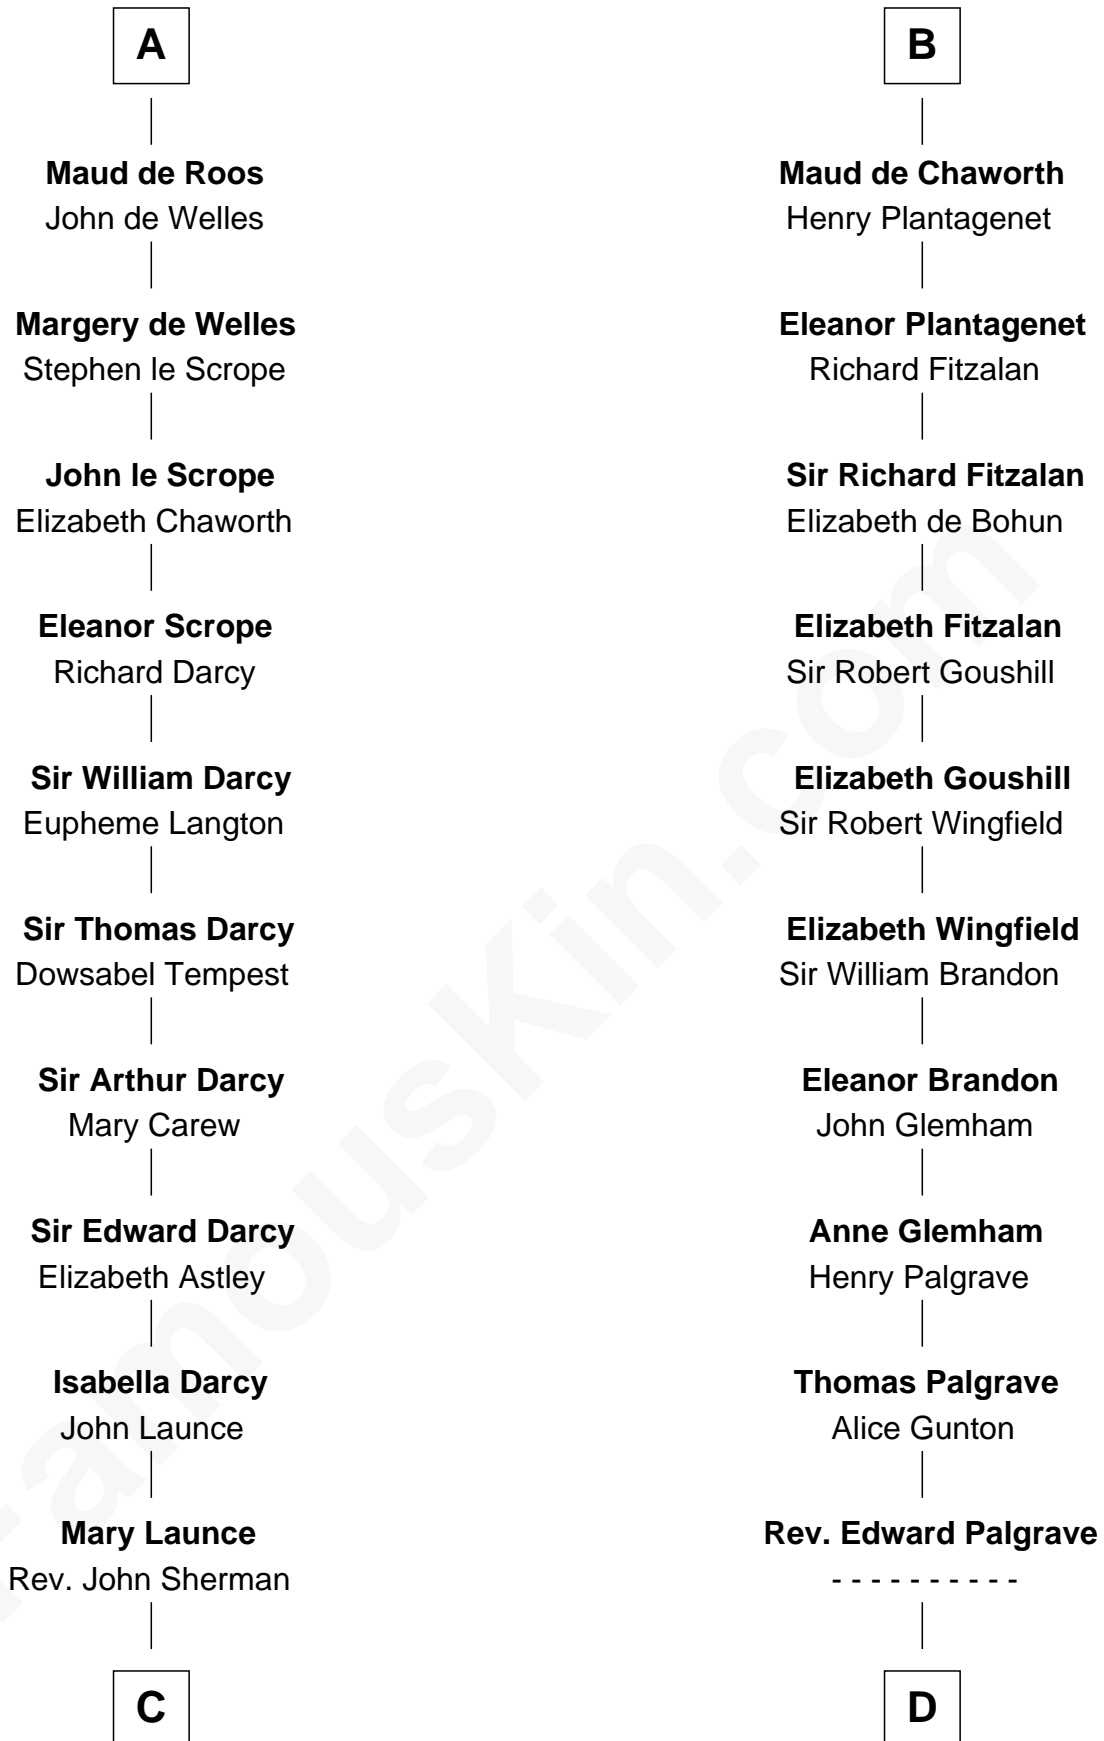 A
Maud de Roos
John de Welles
Margery de Welles
Stephen le Scrope
John le Scrope
Elizabeth Chaworth
Eleanor Scrope
Richard Darcy
Sir William Darcy
Eupheme Langton
Sir Thomas Darcy
Dowsabel Tempest
Sir Arthur Darcy
Mary Carew
Sir Edward Darcy
Elizabeth Astley
Isabella Darcy
John Launce
Mary Launce
Rev. John Sherman
C
B
Maud de Chaworth
Henry Plantagenet
Eleanor Plantagenet
Richard Fitzalan
Sir Richard Fitzalan
Elizabeth de Bohun
Elizabeth Fitzalan
Sir Robert Goushill
Elizabeth Goushill
Sir Robert Wingfield
Elizabeth Wingfield
Sir William Brandon
Eleanor Brandon
John Glemham
Anne Glemham
Henry Palgrave
Thomas Palgrave
Alice Gunton
Rev. Edward Palgrave
- - - - - - - - - -
D
FamousKin.com